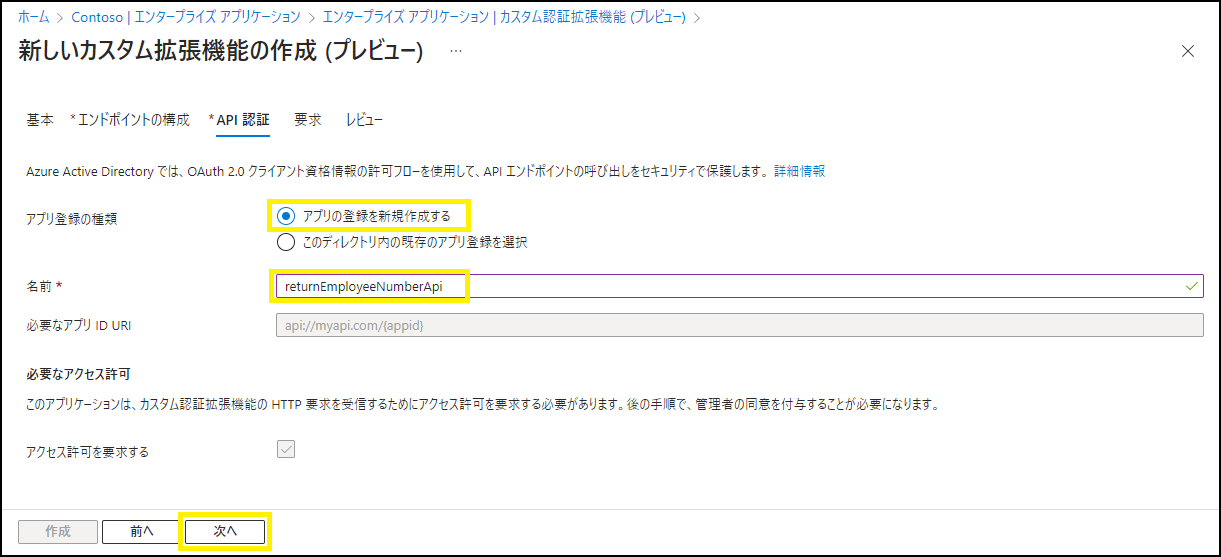 ホーム > Contoso | エンタープライズ アプリケーション > エンタープライズ アプリケーション | カスタム認証拡張機能 (プレビュー) >
新しいカスタム拡張機能の作成 (プレビュー) …
基本 * エンドポイントの構成 * API 認証 要求 レビュー
Azure Active Directory では、OAuth 2.0 クライアント資格情報の許可フローを使用して、API エンドポイントの呼び出しをセキュリティで保護します。 詳細情報
アプリ登録の種類
アプリの登録を新規作成する
このディレクトリ内の既存のアプリ登録を選択
名前 *
returnEmployeeNumberApi
必要なアプリ ID URI
api://myapi.com/{appid}
必要なアクセス許可
このアプリケーションは、カスタム認証拡張機能の HTTP 要求を受信するためにアクセス許可を要求する必要があります。後の手順で、管理者の同意を付与することが必要になります。
アクセス許可を要求する
作成 前へ 次へ